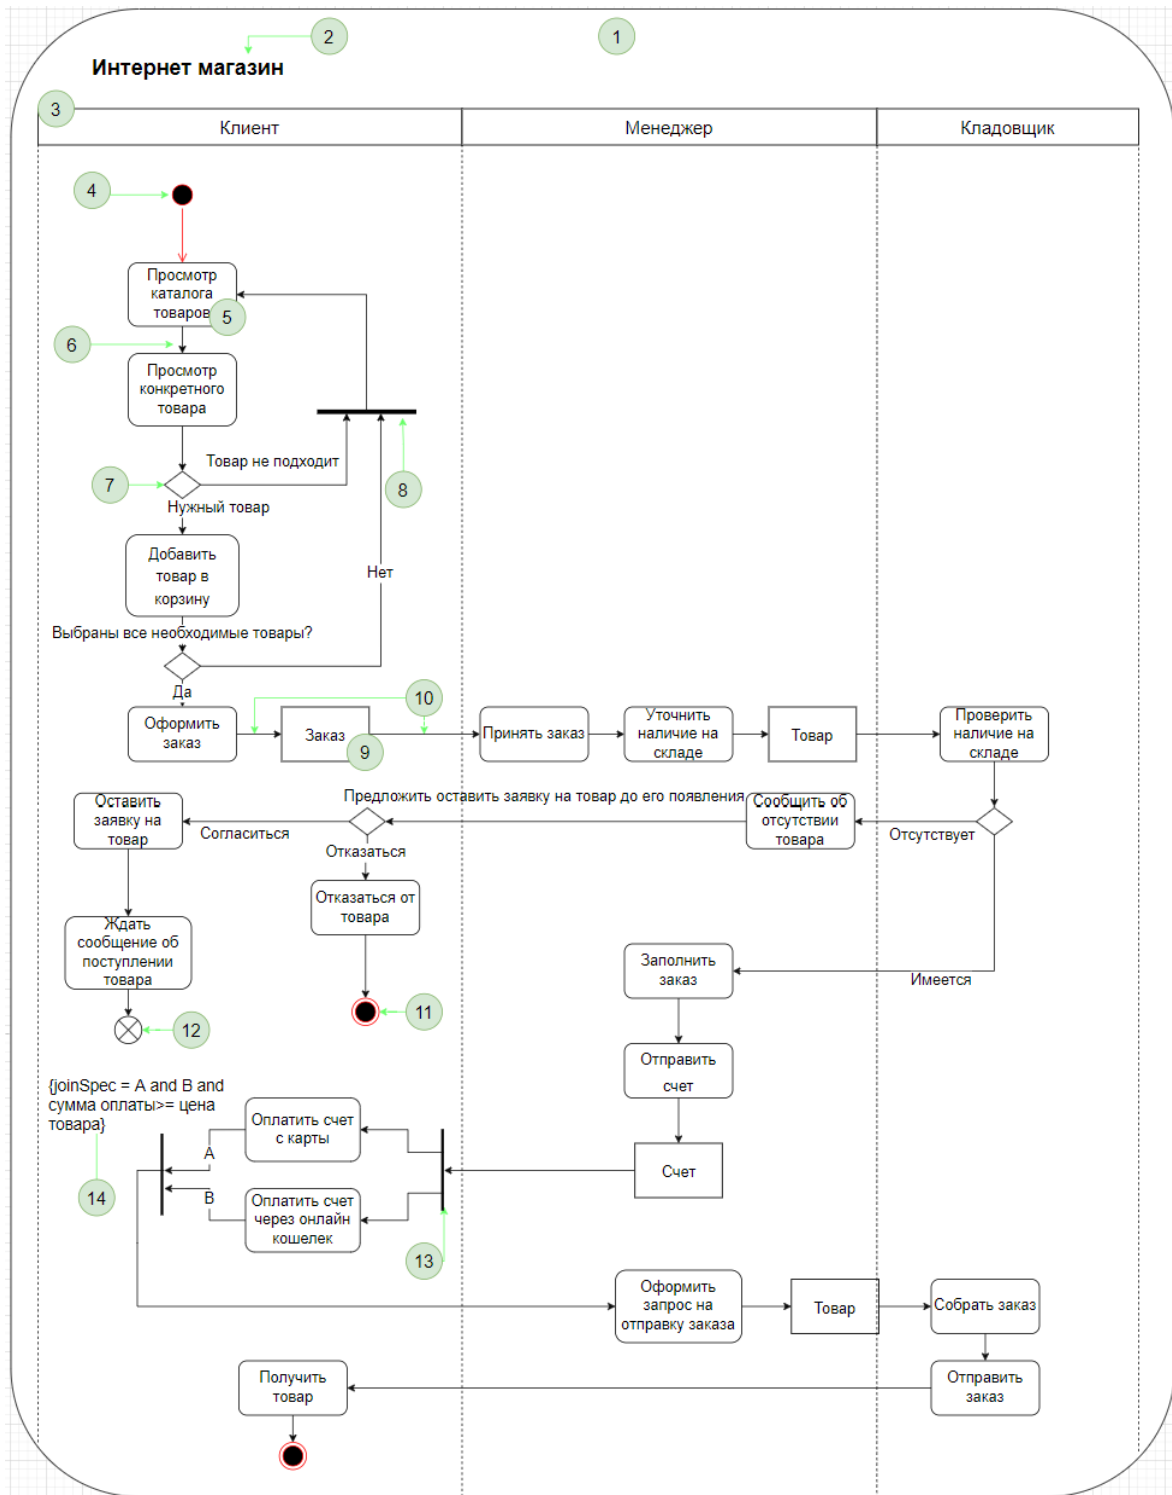 2
1
Интернет магазин
3
Клиент
Менеджер
Кладовщик
4
Просмотр
каталога
товаров
5
6
Просмотр
конкретного
товара
Товар не подходит
7
8
Нужный товар
Добавить
товар в
корзину
Нет
Выбраны все необходимые товары?
Да
10
Оформить
заказ
Заказ
9
Принять заказ
Уточнить
наличие на
складе
Товар
Проверить
наличие на
складе
Оставить
заявку на
товар
Согласиться
Предложить оставить заявку на товар до его появления
Сообщить об
отсутствии
товара
Отсутствует
Отказаться
Отказаться от
товара
Ждать
сообщение об
поступлении
товара
Заполнить
заказ
Имеется
12
11
Отправить
счет
{joinSpec = A and B and
сумма оплаты>= цена
товара}
Оплатить счет
с карты
A
B
Счет
14
Оплатить счет
через онлайн
кошелек
13
Оформить
запрос на
отправку заказа
Товар
Собрать заказ
Получить
товар
Отправить
заказ